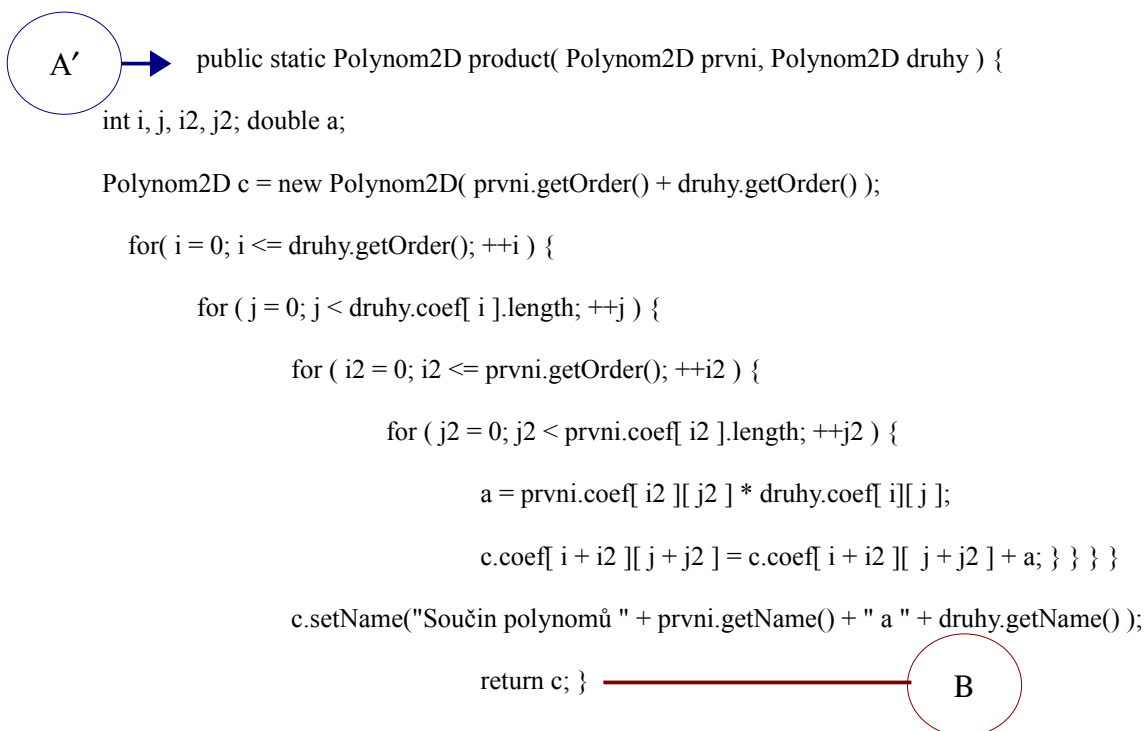 A′ public static Polynom2D product( Polynom2D prvni, Polynom2D druhy ) {
int i, j, i2, j2; double a;
Polynom2D c = new Polynom2D( prvni.getOrder() + druhy.getOrder() );
for( i = 0; i <= druhy.getOrder(); ++i ) {
for ( j = 0; j < druhy.coef[ i ].length; ++j ) {
for ( i2 = 0; i2 <= prvni.getOrder(); ++i2 ) {
for ( j2 = 0; j2 < prvni.coef[ i2 ].length; ++j2 ) {
a = prvni.coef[ i2 ][ j2 ] * druhy.coef[ i][ j ];
c.coef[ i + i2 ][ j + j2 ] = c.coef[ i + i2 ][  j + j2 ] + a; } } } }
c.setName("Součin polynomů " + prvni.getName() + " a " + druhy.getName() );
return c; } B